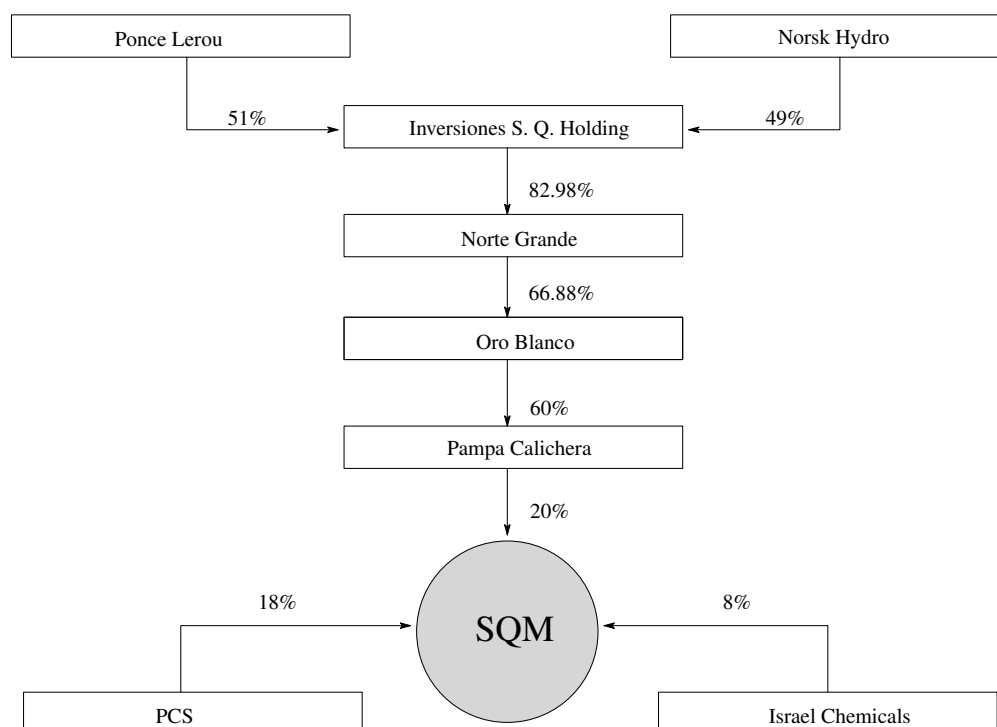 Ponce Lerou
Norsk Hydro
51%
49%
Inversiones S. Q. Holding
82.98%
Norte Grande
66.88%
Oro Blanco
60%
Pampa Calichera
20%
18%
8%
SQM
PCS
Israel Chemicals